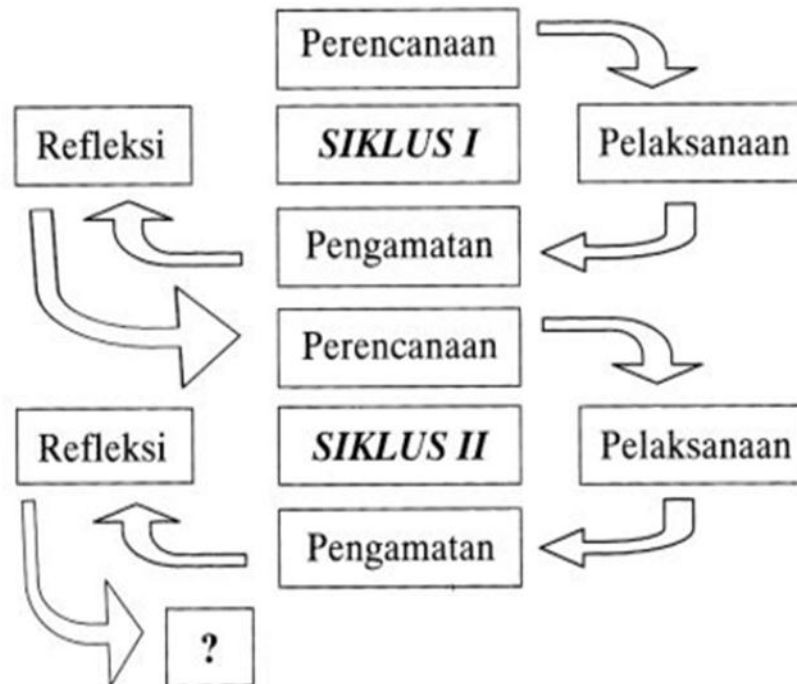 Perencanaan
Refleksi
SIKLUS I
Pelaksanaan
Pengamatan
Perencanaan
Refleksi
SIKLUS II
Pelaksanaan
Pengamatan
?